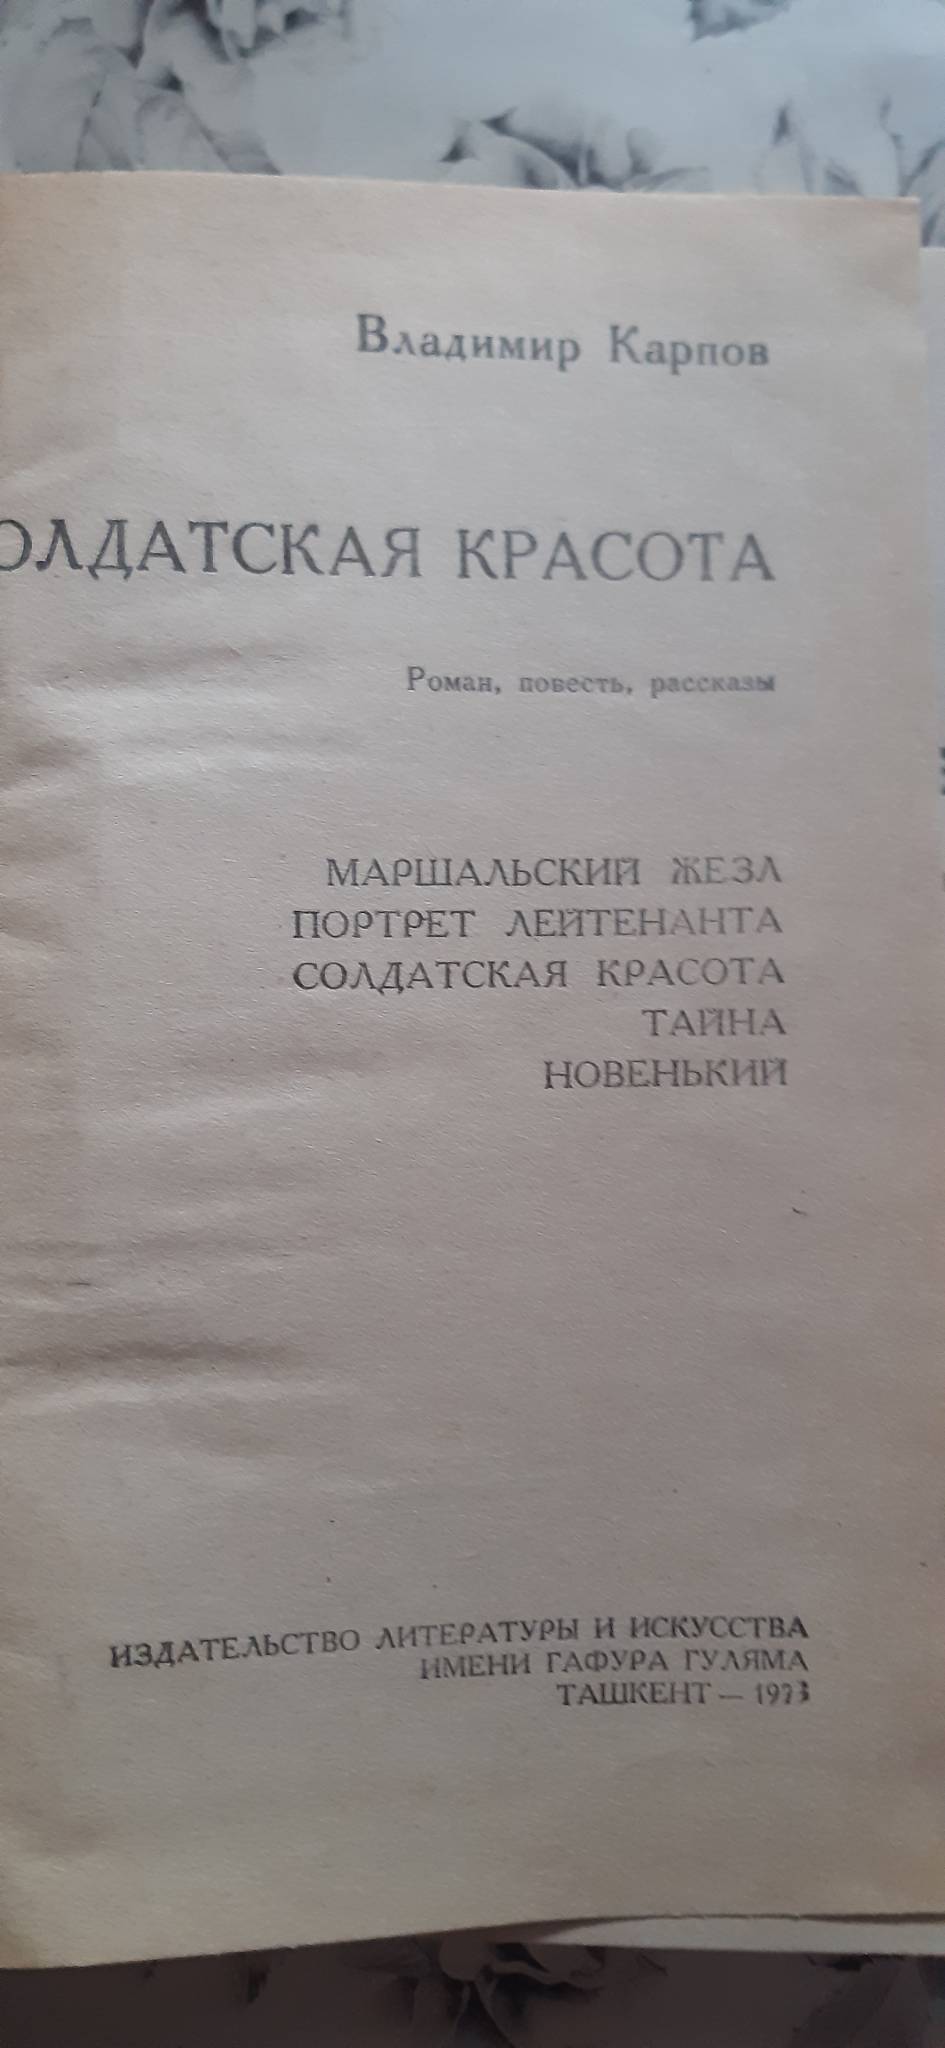 Владимир Карпов
ОЛДАТСКАЯ КРАСОТА
Роман, повесть, рассказы
МАРШАЛЬСКИЙ ЖЕЗЛ
ПОРТРЕТ ЛЕЙТЕНАНТА
СОЛДАТСКАЯ КРАСОТА
ТАЙНА
НОВЕНЬКИЙ
ИЗДАТЕЛЬСТВО ЛИТЕРАТУРЫ И ИСКУССТВА
ИМЕНИ ГАФУРА ГУЛЯМА
ТАШКЕНТ — 1973